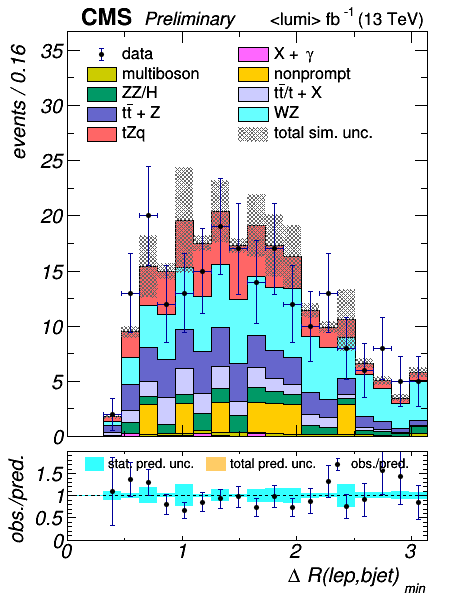 CMS Preliminary <lumi> fb⁻¹ (13 TeV)
events / 0.16
35
30
25
20
15
10
5
0
data
multiboson
ZZ/H
tt̄ + Z
tZq
X + γ
nonprompt
tt̄/t + X
WZ
total sim. unc.
obs./pred.
1.5
1
0.5
0
stat. pred. unc. total pred. unc. obs./pred.
0 1 2 3
Δ R(lep,bjet) min